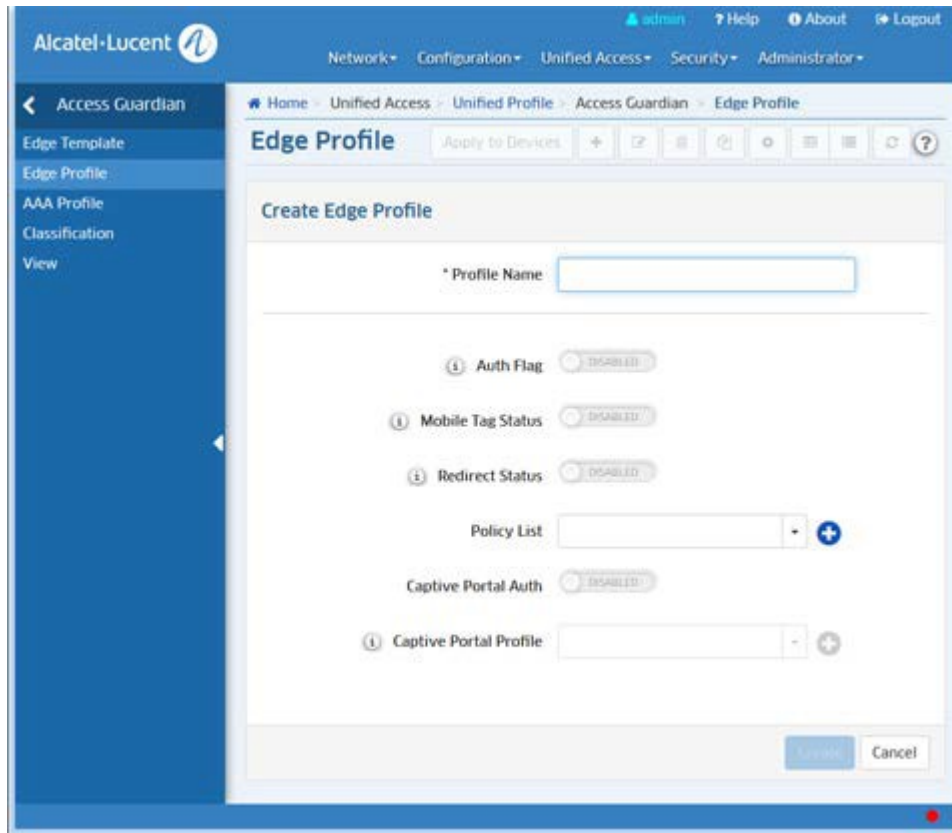 admin ? Help About Logout
Alcatel·Lucent
Network Configuration Unified Access Security Administrator
Access Guardian
Home Unified Access Unified Profile Access Guardian Edge Profile
Edge Template
Edge Profile
AAA Profile
Classification
View
Edge Profile Apply to Devices ?
Create Edge Profile
* Profile Name
i Auth Flag DISABLED
i Mobile Tag Status DISABLED
i Redirect Status DISABLED
Policy List
Captive Portal Auth DISABLED
i Captive Portal Profile
Create Cancel